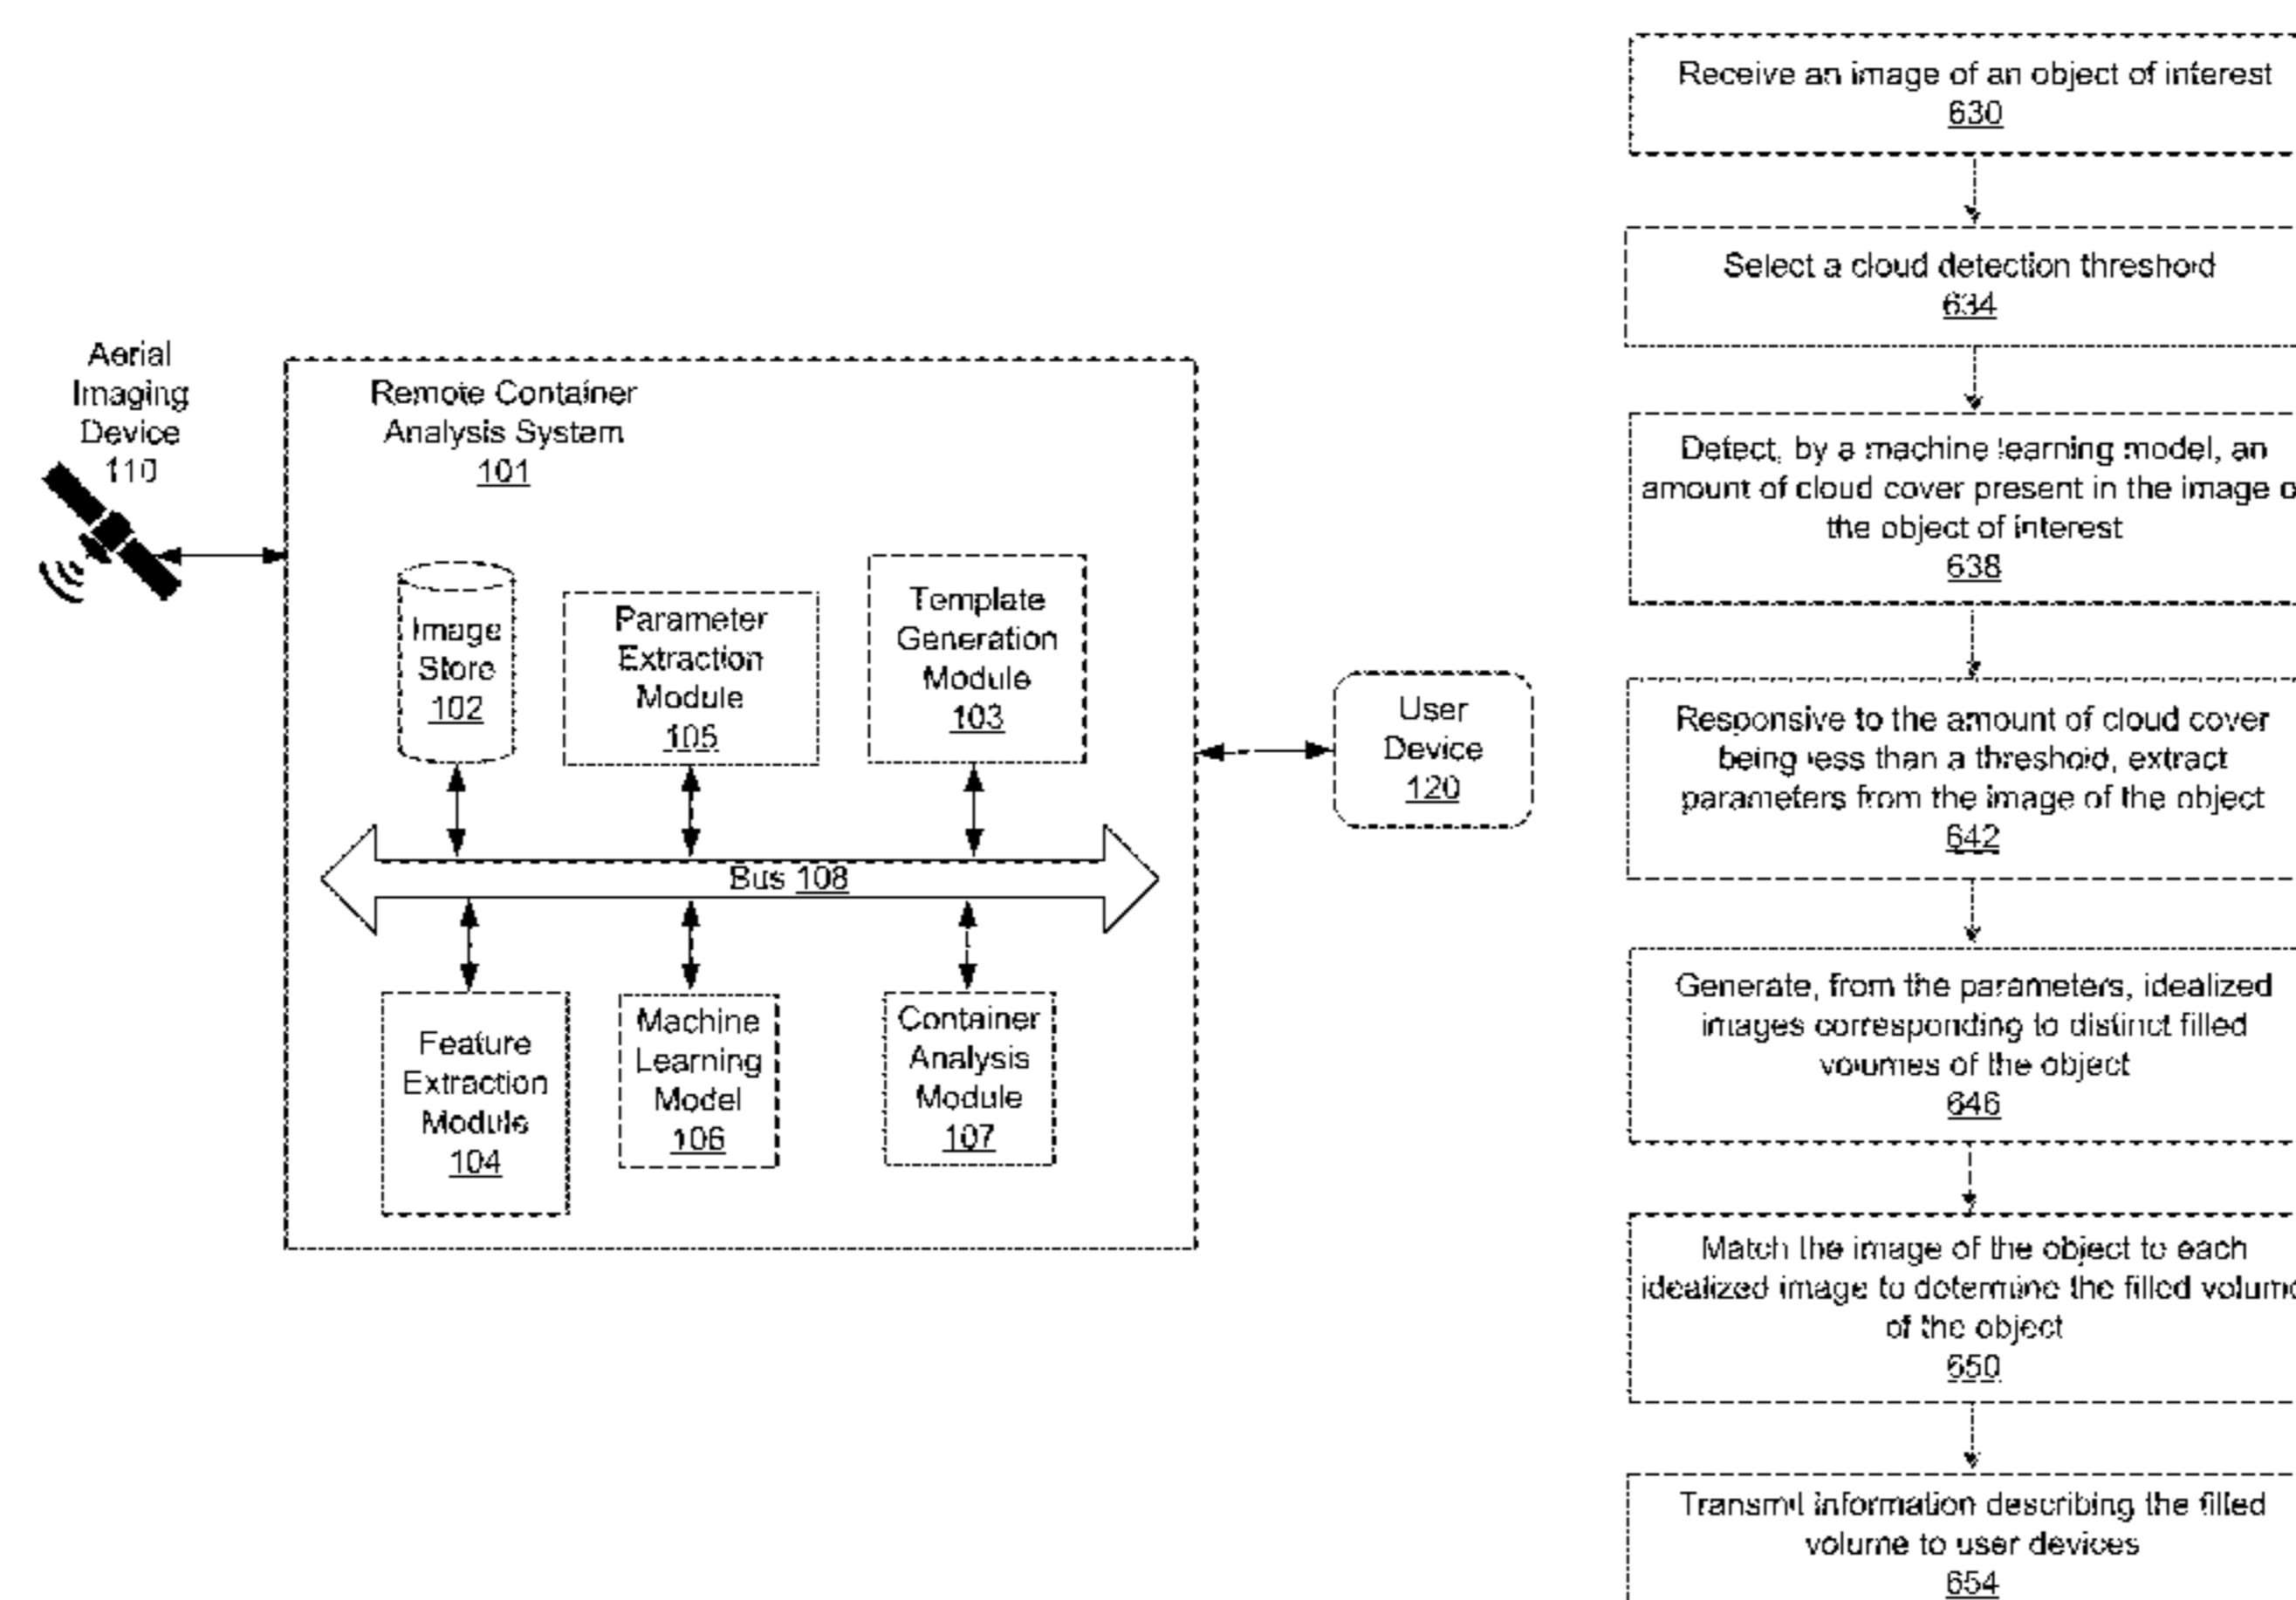 Aerial
Imaging
Device
110
Remote Container
Analysis System
101
Image
Store
102
Parameter
Extraction
Module
105
Template
Generation
Module
103
User
Device
120
Bus 108
Feature
Extraction
Module
104
Machine
Learning
Model
106
Container
Analysis
Module
107
Receive an image of an object of interest
630
Select a cloud detection threshold
634
Detect, by a machine learning model, an
amount of cloud cover present in the image o
the object of interest
638
Responsive to the amount of cloud cover
being less than a threshold, extract
parameters from the image of the object
642
Generate, from the parameters, idealized
images corresponding to distinct filled
volumes of the object
646
Match the image of the object to each
idealized image to determine the filled volume
of the object
650
Transmit information describing the filled
volume to user devices
654